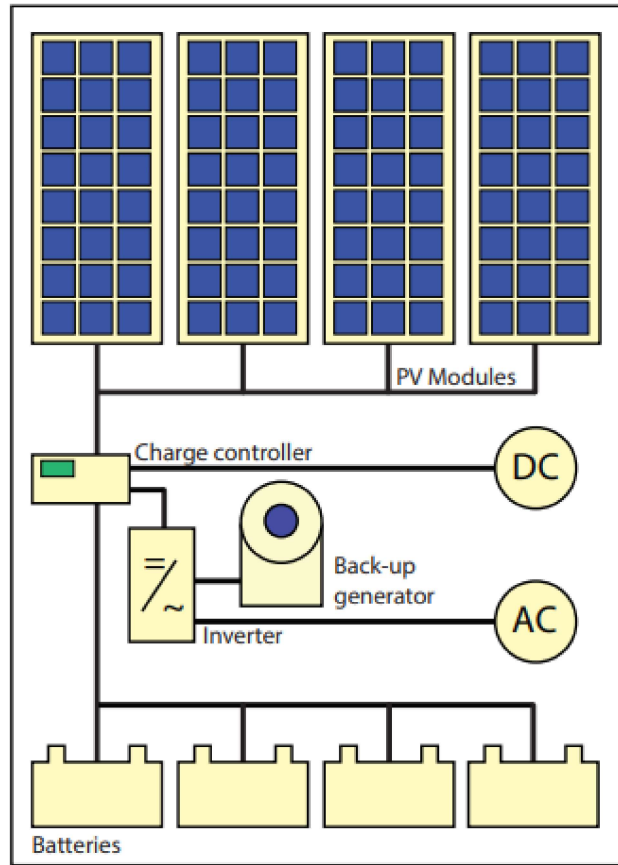 PV Modules
Charge controller
DC
Back-up
generator
=
~
Inverter
AC
Batteries